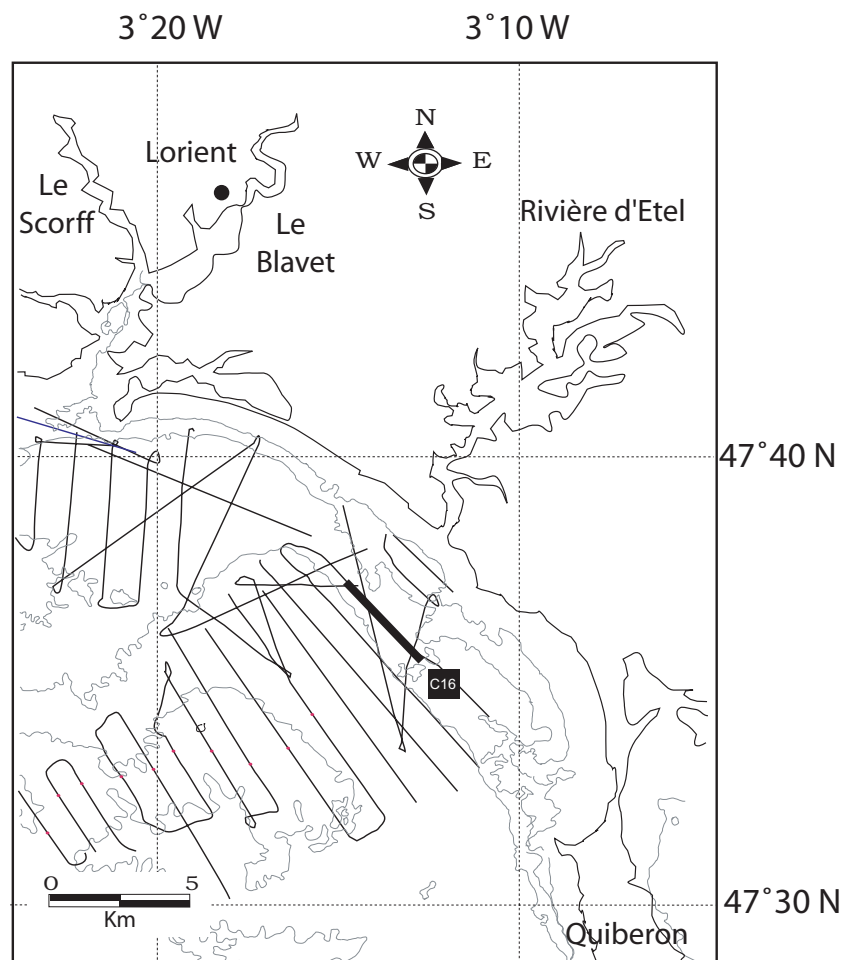 3˚20 W
3˚10 W
N
W
E
S
Lorient
Le
Scorff
Le
Blavet
Rivière d'Etel
47˚40 N
C16
0
5
Km
47˚30 N
Quiberon